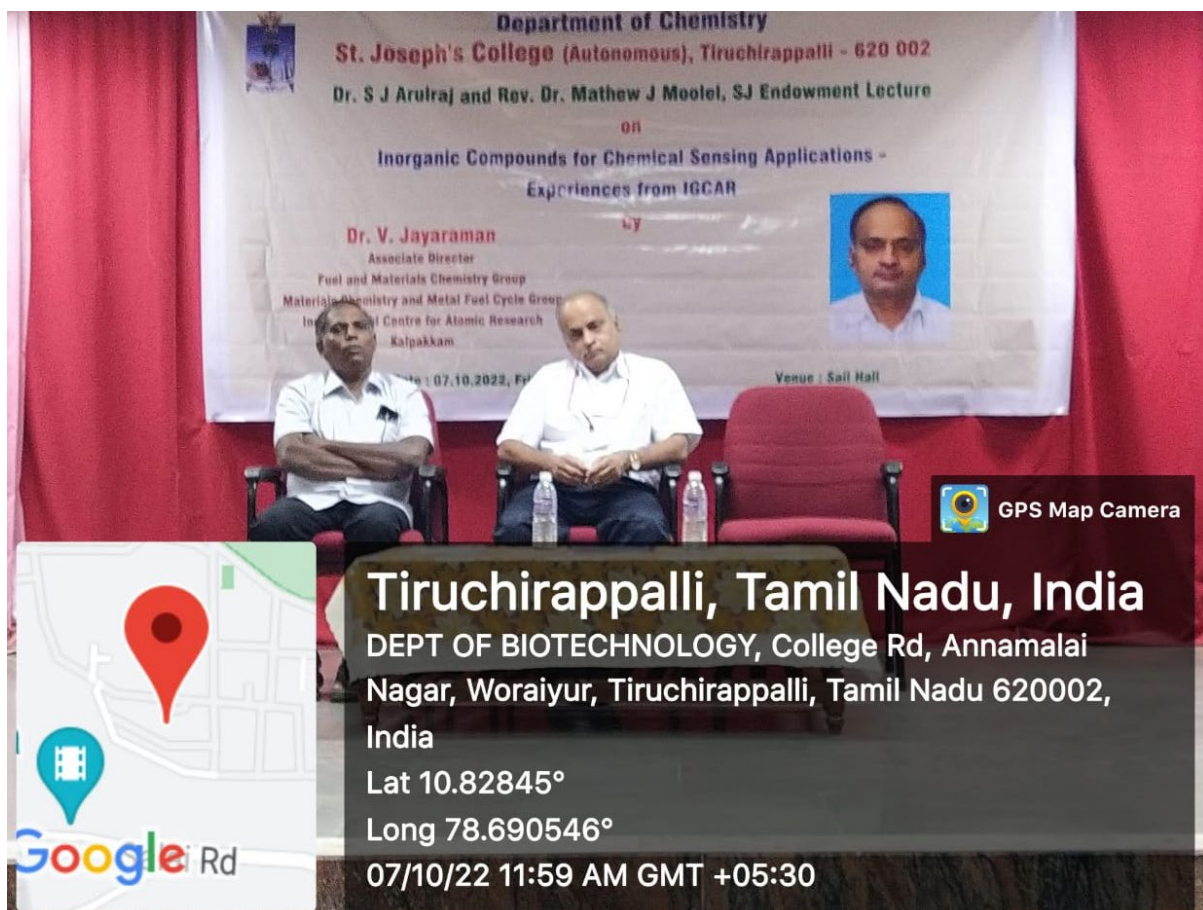 Department of Chemistry
St. Joseph's College (Autonomous), Tiruchirappalli - 620 002
Dr. S J Arulraj and Rev. Dr. Mathew J Moolel, SJ Endowment Lecture
on
Inorganic Compounds for Chemical Sensing Applications -
Experiences from IGCAR
by
Dr. V. Jayaraman
Associate Director
Fuel and Materials Chemistry Group
Materials Chemistry and Metal Fuel Cycle Group
Centre for Atomic Research
Kalpakkam
: 07.10.2022,
Venue : Sail Hall
GPS Map Camera
Tiruchirappalli, Tamil Nadu, India
DEPT OF BIOTECHNOLOGY, College Rd, Annamalai
Nagar, Woraiyur, Tiruchirappalli, Tamil Nadu 620002,
India
Lat 10.82845°
Long 78.690546°
07/10/22 11:59 AM GMT +05:30
Google
Rd